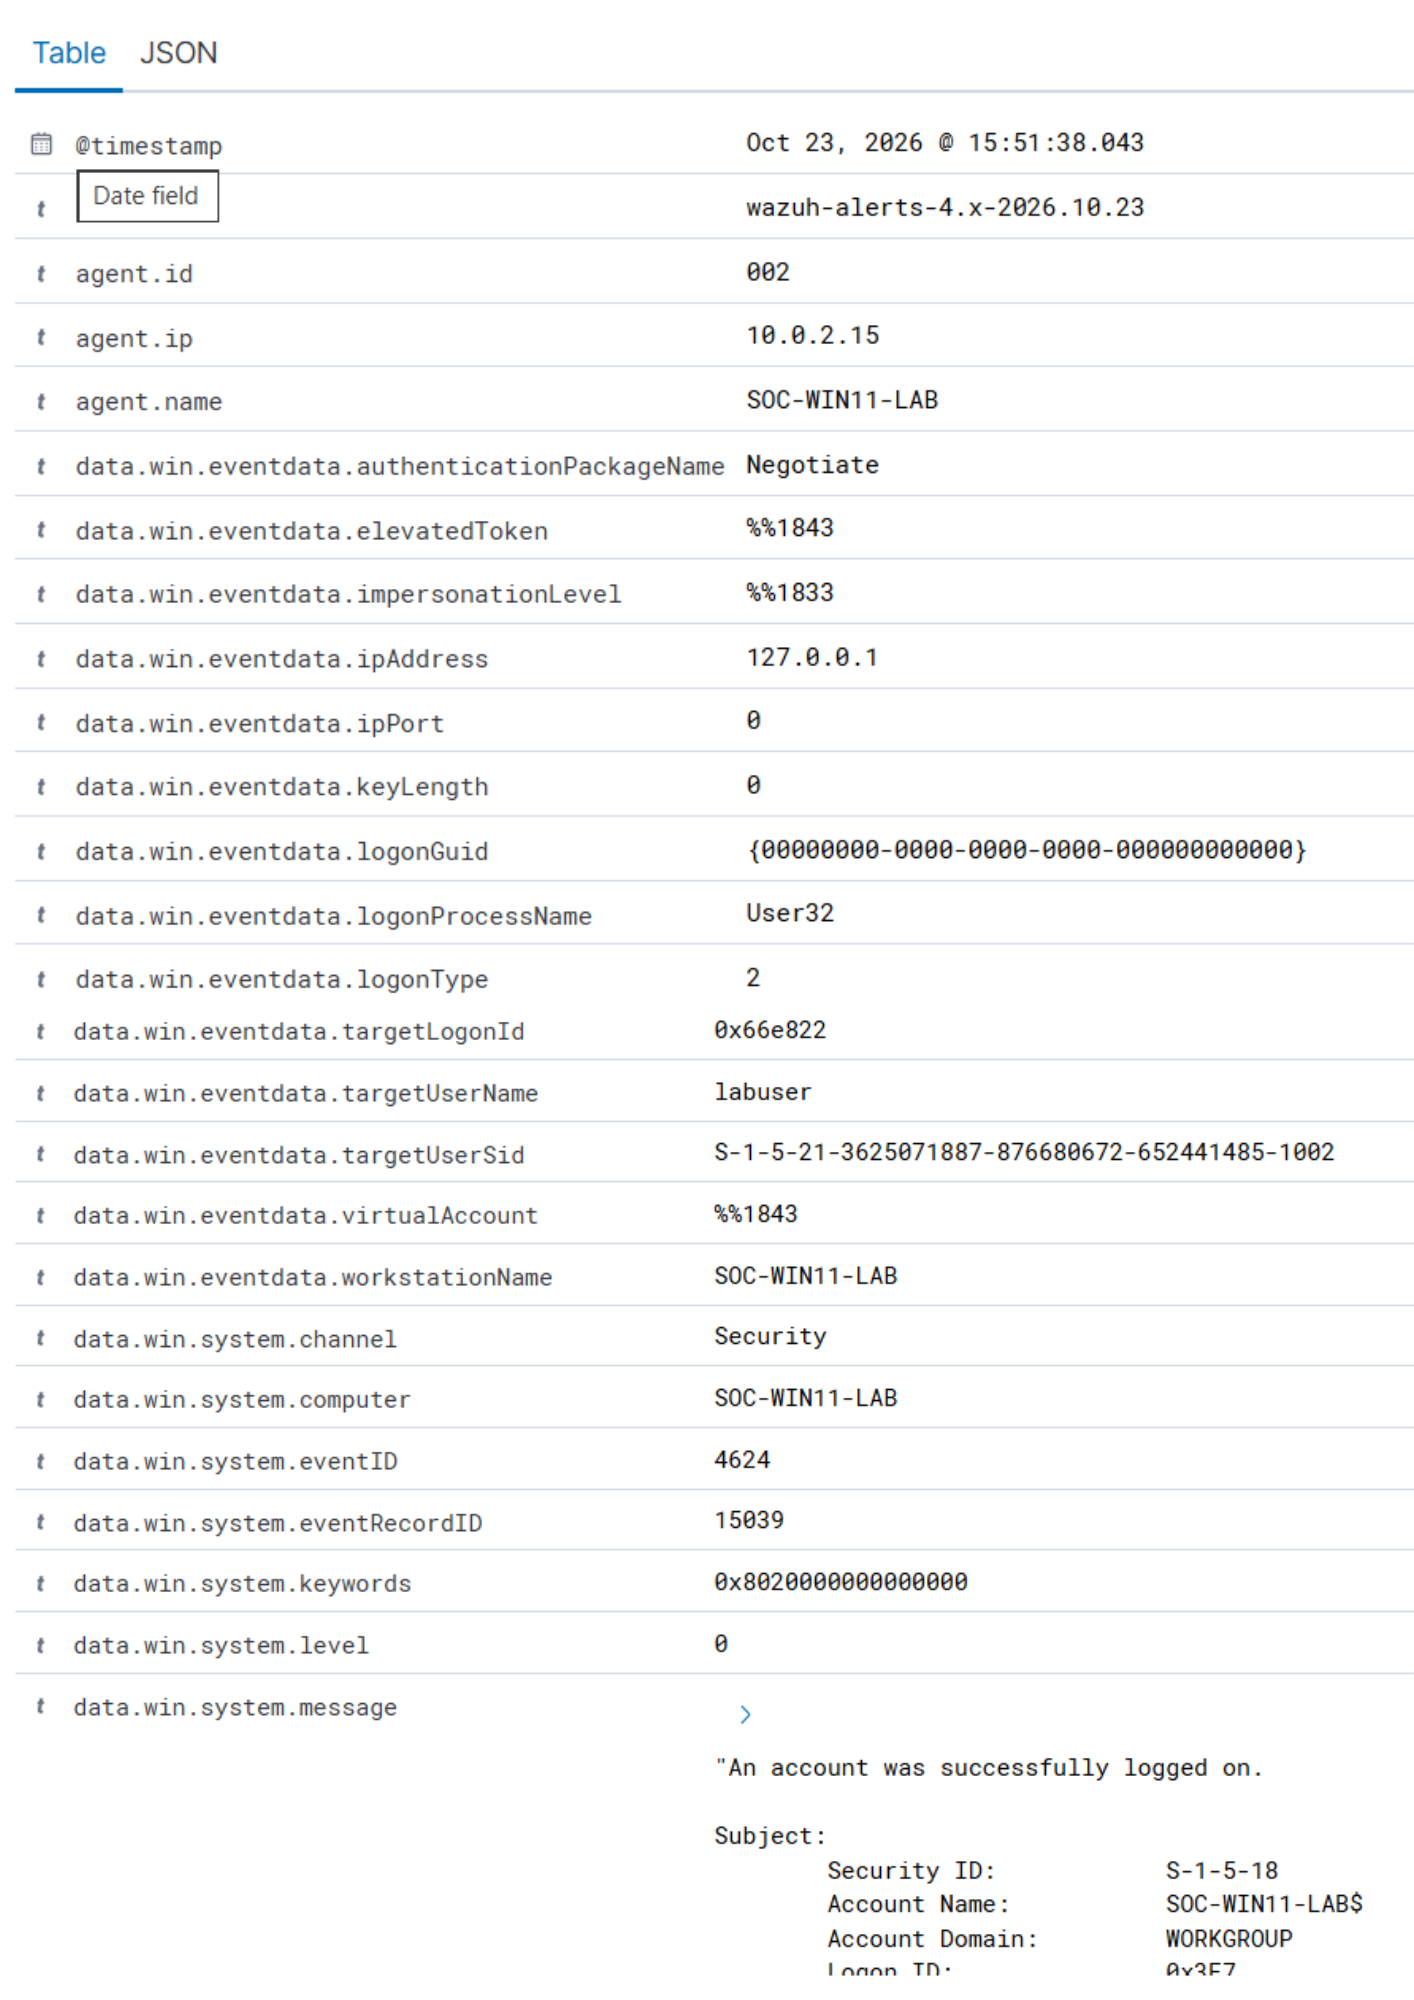 Table JSON
@timestamp Oct 23, 2026 @ 15:51:38.043
Date field
t wazuh-alerts-4.x-2026.10.23
t agent.id 002
t agent.ip 10.0.2.15
t agent.name SOC-WIN11-LAB
t data.win.eventdata.authenticationPackageName Negotiate
t data.win.eventdata.elevatedToken %%1843
t data.win.eventdata.impersonationLevel %%1833
t data.win.eventdata.ipAddress 127.0.0.1
t data.win.eventdata.ipPort 0
t data.win.eventdata.keyLength 0
t data.win.eventdata.logonGuid {00000000-0000-0000-0000-000000000000}
t data.win.eventdata.logonProcessName User32
t data.win.eventdata.logonType 2
t data.win.eventdata.targetLogonId 0x66e822
t data.win.eventdata.targetUserName labuser
t data.win.eventdata.targetUserSid S-1-5-21-3625071887-876680672-652441485-1002
t data.win.eventdata.virtualAccount %%1843
t data.win.eventdata.workstationName SOC-WIN11-LAB
t data.win.system.channel Security
t data.win.system.computer SOC-WIN11-LAB
t data.win.system.eventID 4624
t data.win.system.eventRecordID 15039
t data.win.system.keywords 0x8020000000000000
t data.win.system.level 0
t data.win.system.message
"An account was successfully logged on.
Subject:
Security ID: S-1-5-18
Account Name: SOC-WIN11-LAB$
Account Domain: WORKGROUP
Logon ID: 0x3E7